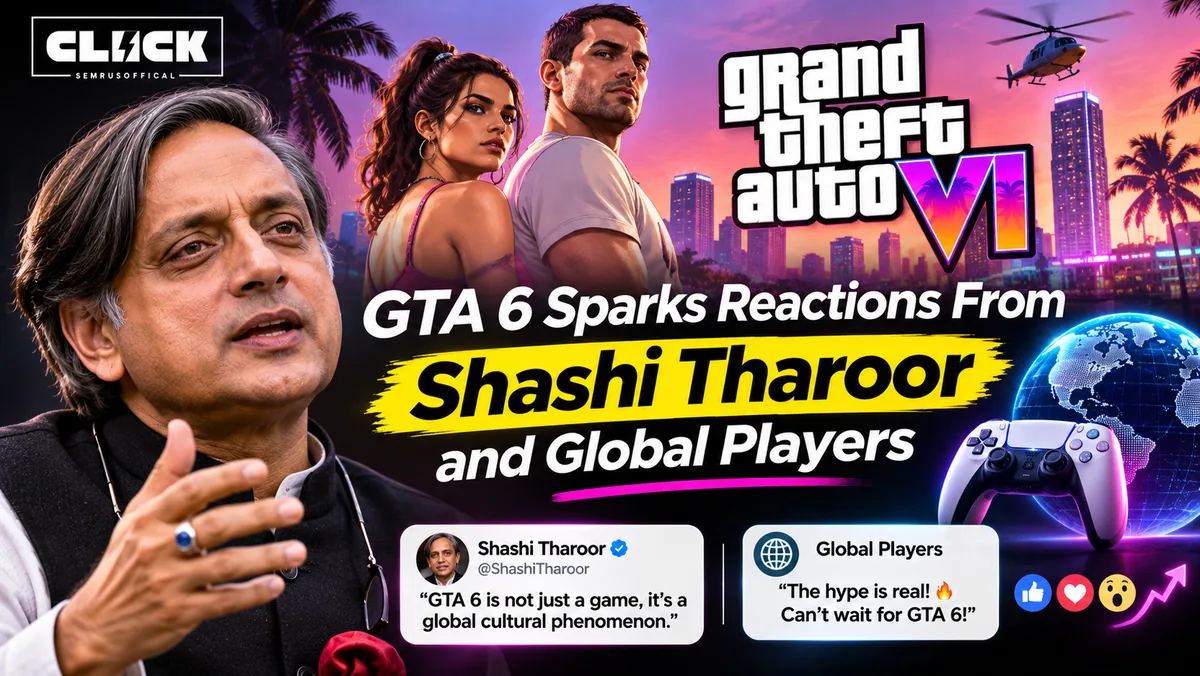 CLICK
SEMRUSOFFICAL
grand
theft
auto VI
GTA 6 Sparks Reactions From
Shashi Tharoor
and Global Players
Shashi Tharoor
@ShashiTharoor
“GTA 6 is not just a game, it’s a
global cultural phenomenon.”
Global Players
“The hype is real! 🔥
Can’t wait for GTA 6!”